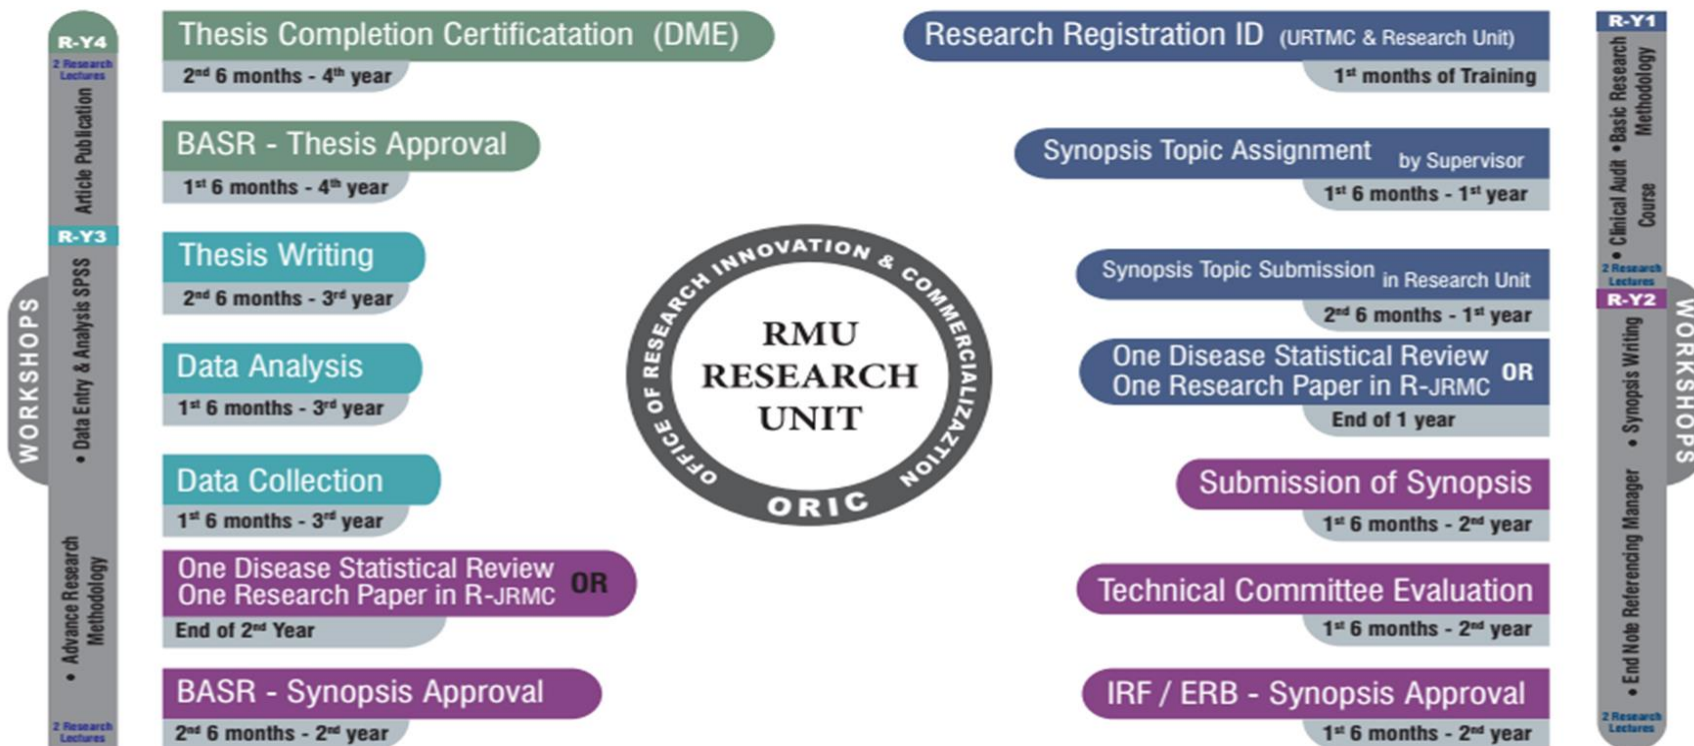 R-Y4
2 Research
Lectures
Article Publication
R-Y3
• Data Entry & Analysis SPSS
• Advance Research
Methodology
2 Research
Lectures
WORKSHOPS
Thesis Completion Certificatation (DME)
2nd 6 months - 4th year
BASR - Thesis Approval
1st 6 months - 4th year
Thesis Writing
2nd 6 months - 3rd year
Data Analysis
1st 6 months - 3rd year
Data Collection
1st 6 months - 3rd year
One Disease Statistical Review
One Research Paper in R-JRMC OR
End of 2nd Year
BASR - Synopsis Approval
2nd 6 months - 2nd year
OFFICE OF RESEARCH INNOVATION & COMMERCIALIZAZTION
RMU
RESEARCH
UNIT
ORIC
Research Registration ID (URTMC & Research Unit)
1st months of Training
Synopsis Topic Assignment by Supervisor
1st 6 months - 1st year
Synopsis Topic Submission in Research Unit
2nd 6 months - 1st year
One Disease Statistical Review OR
One Research Paper in R-JRMC
End of 1 year
Submission of Synopsis
1st 6 months - 2nd year
Technical Committee Evaluation
1st 6 months - 2nd year
IRF / ERB - Synopsis Approval
1st 6 months - 2nd year
R-Y1
• Basic Research
Methodology
• Clinical Audit
Course
2 Research
Lectures
R-Y2
• Synopsis Writing
• End Note Referencing Manager
2 Research
Lectures
WORKSHOPS